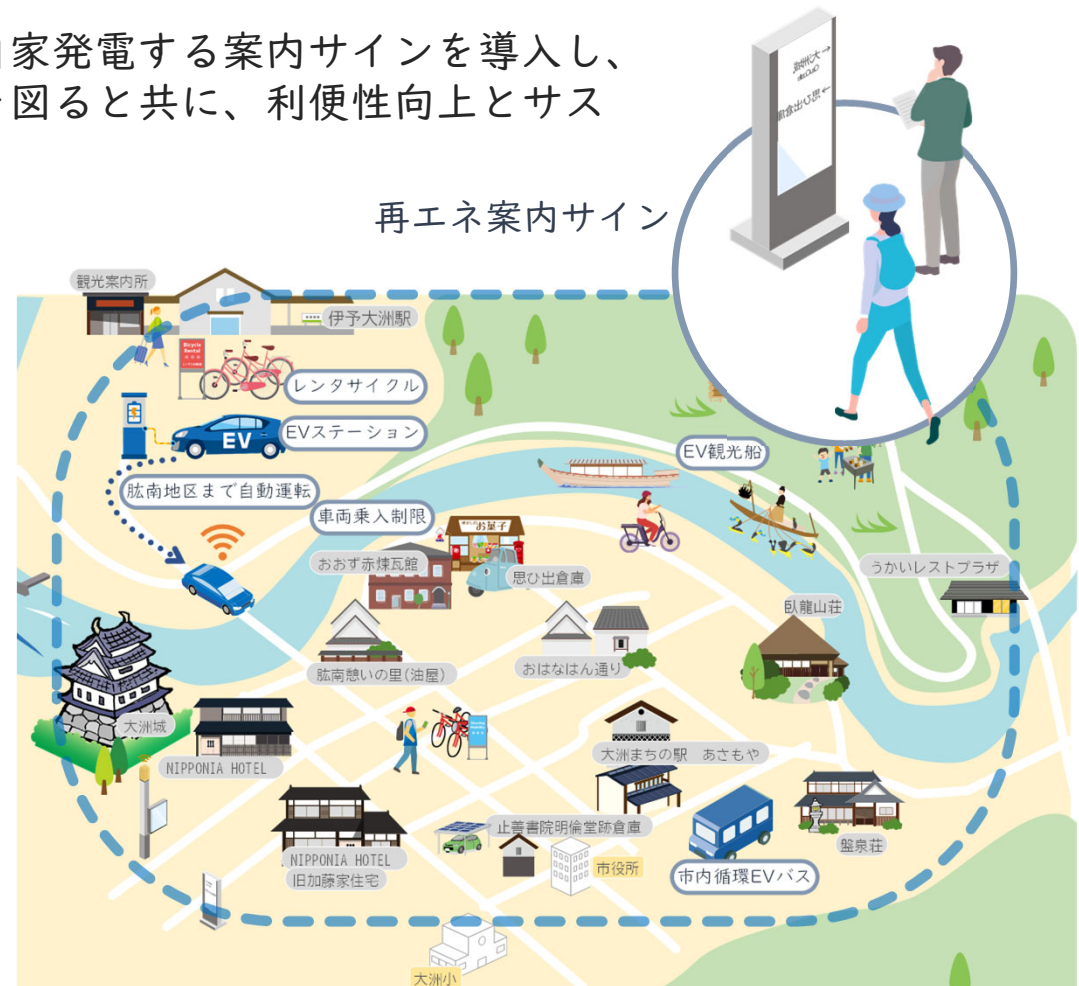 家発電する案内サインを導入し、
図ると共に、利便性向上とサス
再エネ案内サイン
観光案内所
伊予大洲駅
Bicycle
Rental
レンタサイクル
EV
EVステーション
EV観光船
肱南地区まで自動運転
車両乗入制限
お菓子
おおず赤煉瓦館
思ひ出倉庫
うかいレストプラザ
臥龍山荘
肱南憩いの里(油屋)
おはなはん通り
大洲城
大洲まちの駅 あさもや
NIPPONIA HOTEL
止善書院明倫堂跡倉庫
盤泉荘
NIPPONIA HOTEL
旧加藤家住宅
市役所
市内循環EVバス
大洲小